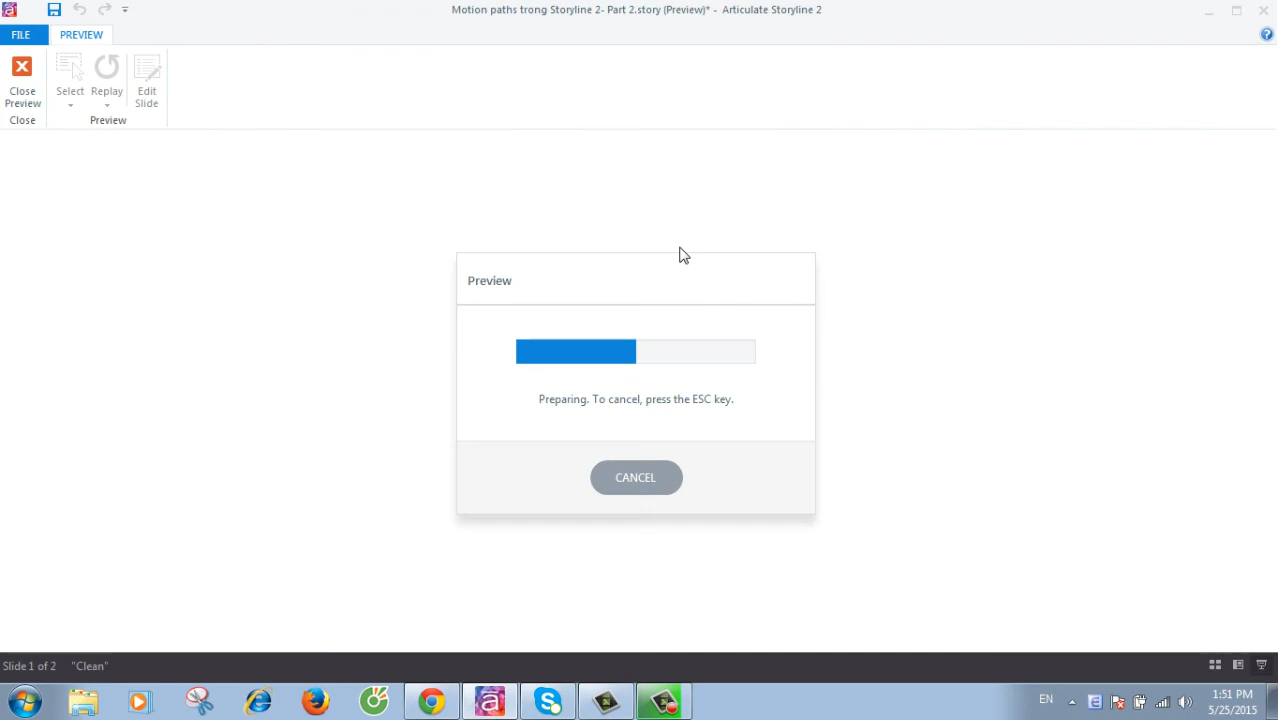 Motion paths trong Storyline 2- Part 2.story (Preview)* - Articulate Storyline 2
FILE
PREVIEW
Close Preview
Select
Replay
Edit Slide
Close
Preview
Preview
Preparing. To cancel, press the ESC key.
CANCEL
Slide 1 of 2 "Clean"
EN
1:51 PM
5/25/2015